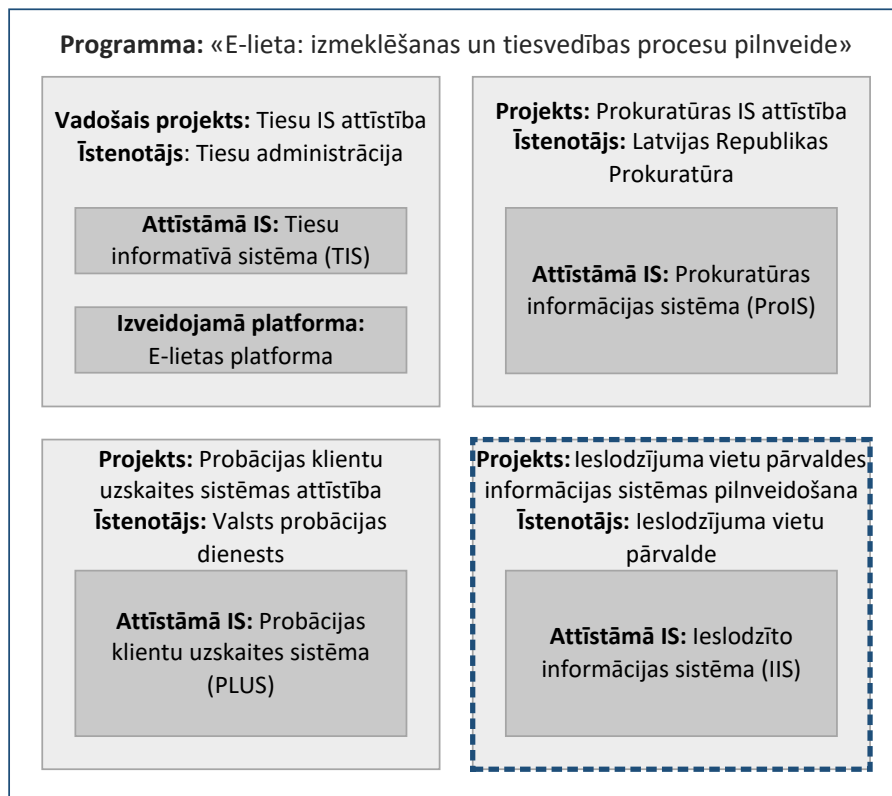 Programma: «E-lieta: izmeklēšanas un tiesvedības procesu pilnveide»
Vadošais projekts: Tiesu IS attīstība
Īstenotājs: Tiesu administrācija
Attīstāmā IS: Tiesu
informatīvā sistēma (TIS)
Izveidojamā platforma:
E-lietas platforma
Projekts: Prokuratūras IS attīstība
Īstenotājs: Latvijas Republikas
Prokuratūra
Attīstāmā IS: Prokuratūras
informācijas sistēma (ProIS)
Projekts: Probācijas klientu
uzskaites sistēmas attīstība
Īstenotājs: Valsts probācijas
dienests
Attīstāmā IS: Probācijas
klientu uzskaites sistēma
(PLUS)
Projekts: Ieslodzījuma vietu pārvaldes
informācijas sistēmas pilnveidošana
Īstenotājs: Ieslodzījuma vietu
pārvalde
Attīstāmā IS: Ieslodzīto
informācijas sistēma (IIS)